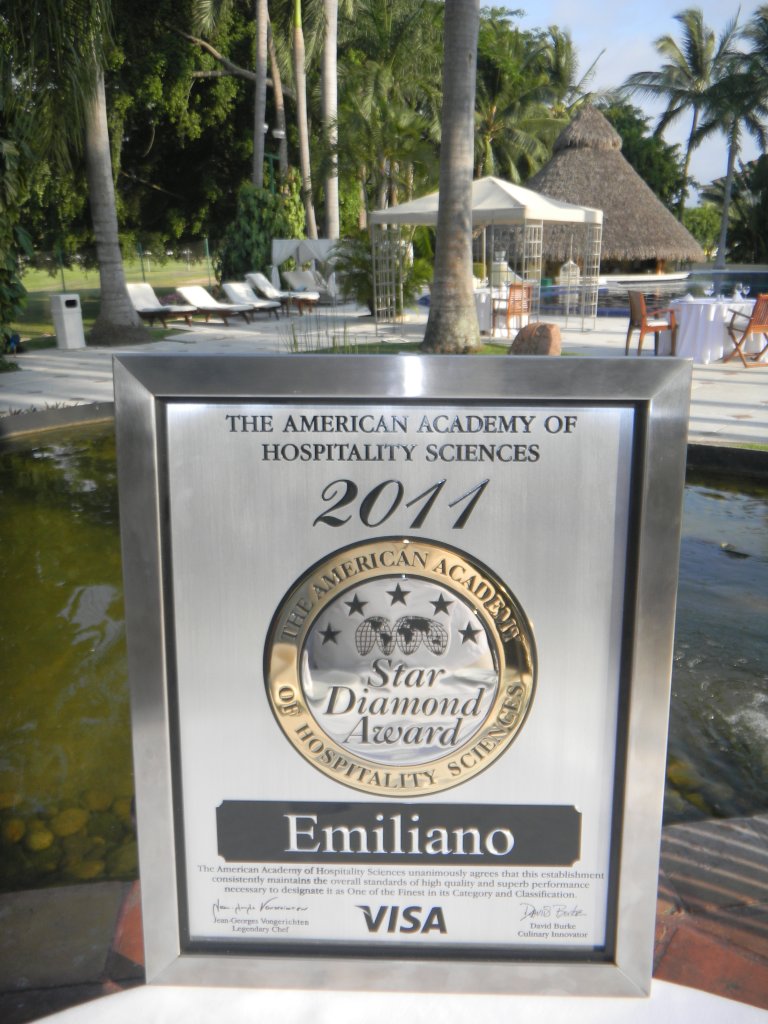 THE AMERICAN ACADEMY OF
HOSPITALITY SCIENCES
2011
THE AMERICAN ACADEMY
OF HOSPITALITY SCIENCES
Star
Diamond
Award
Emiliano
The American Academy of Hospitality Sciences unanimously agrees that this establishment
consistently maintains the overall standards of high quality and superb performance
necessary to designate it as One of the Finest in its Category and Classification.
Jean-Georges Vongerichten
Legendary Chef
VISA
David Burke
David Burke
Culinary Innovator